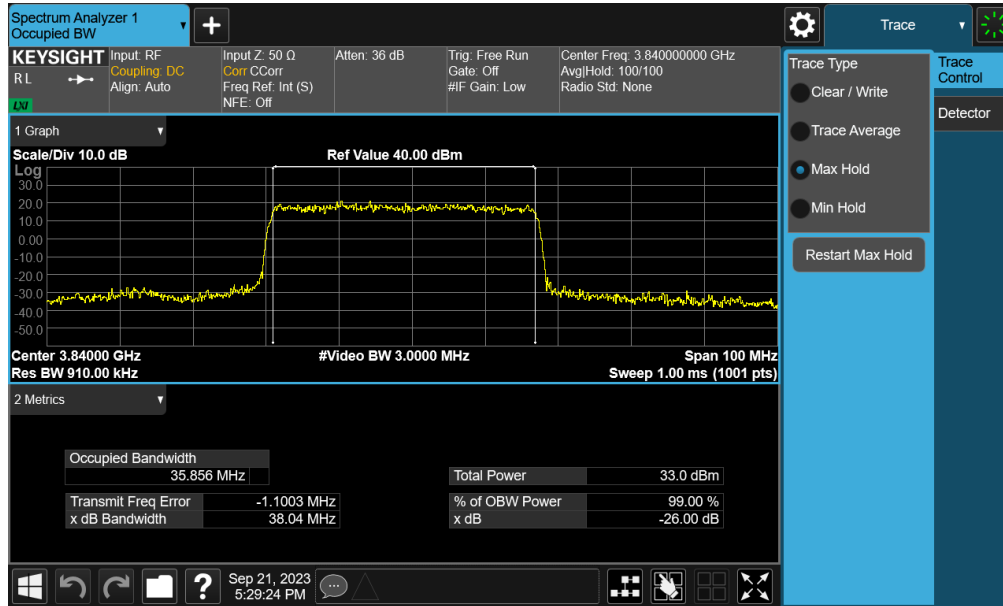 Spectrum Analyzer 1
Occupied BW
+
Trace
KEYSIGHT
R L
LXI
Input: RF
Coupling: DC
Align: Auto
Input Z: 50 Ω
Corr CCorr
Freq Ref: Int (S)
NFE: Off
Atten: 36 dB
Trig: Free Run
Gate: Off
#IF Gain: Low
Center Freq: 3.840000000 GHz
Avg|Hold: 100/100
Radio Std: None
Trace Type
Clear / Write
Trace Average
Max Hold
Min Hold
Restart Max Hold
Trace
Control
Detector
1 Graph
Scale/Div 10.0 dB
Ref Value 40.00 dBm
Log
30.0
20.0
10.0
0.00
-10.0
-20.0
-30.0
-40.0
-50.0
Center 3.84000 GHz
#Video BW 3.0000 MHz
Span 100 MHz
Res BW 910.00 kHz
Sweep 1.00 ms (1001 pts)
2 Metrics
Occupied Bandwidth
35.856 MHz
Total Power 33.0 dBm
Transmit Freq Error -1.1003 MHz
% of OBW Power 99.00 %
x dB Bandwidth 38.04 MHz
x dB -26.00 dB
?
Sep 21, 2023
5:29:24 PM